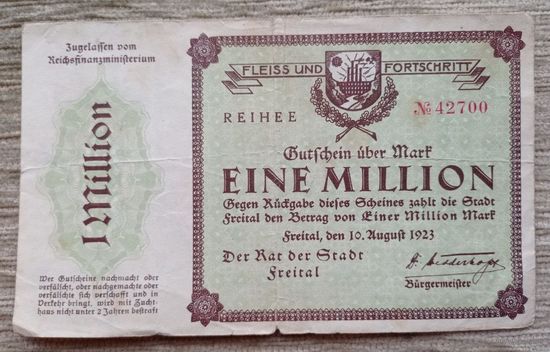 Zugelassen vom
Reichsfinanzministerium
1 Million
Wer Gutscheine nachmacht oder
verfälscht, oder nachgemachte oder
verfälschte sich verschafft und in
Verkehr bringt, wird mit Zucht-
haus nicht unter 2 Jahren bestraft
FLEISS UND FORTSCHRITT
REIHE E
№ 42700
Gutschein über Mark
EINE MILLION
Gegen Rückgabe dieses Scheines zahlt die Stadt
Freital den Betrag von Einer Million Mark
Freital, den 10. August 1923
Der Rat der Stadt
Freital
Bürgermeister